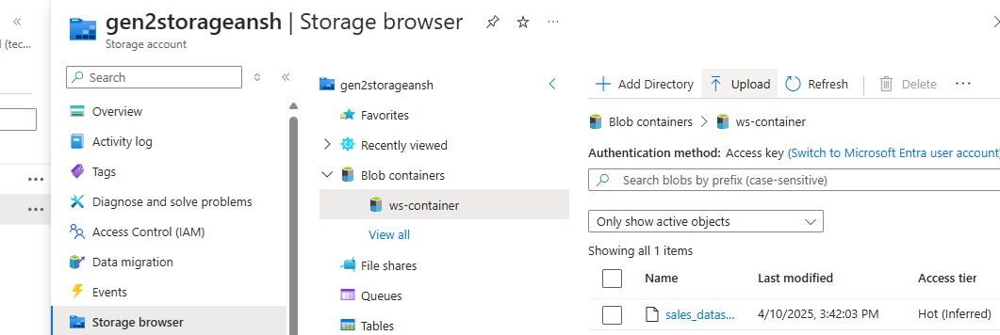 gen2storageansh | Storage browser
Storage account
(tec...
Search
Overview
Activity log
Tags
Diagnose and solve problems
Access Control (IAM)
Data migration
Events
Storage browser
gen2storageansh
Favorites
Recently viewed
Blob containers
ws-container
View all
File shares
Queues
Tables
Add Directory
Upload
Refresh
Delete
Blob containers > ws-container
Authentication method: Access key (Switch to Microsoft Entra user account)
Search blobs by prefix (case-sensitive)
Only show active objects
Showing all 1 items
Name Last modified Access tier
sales_datas... 4/10/2025, 3:42:03 PM Hot (Inferred)